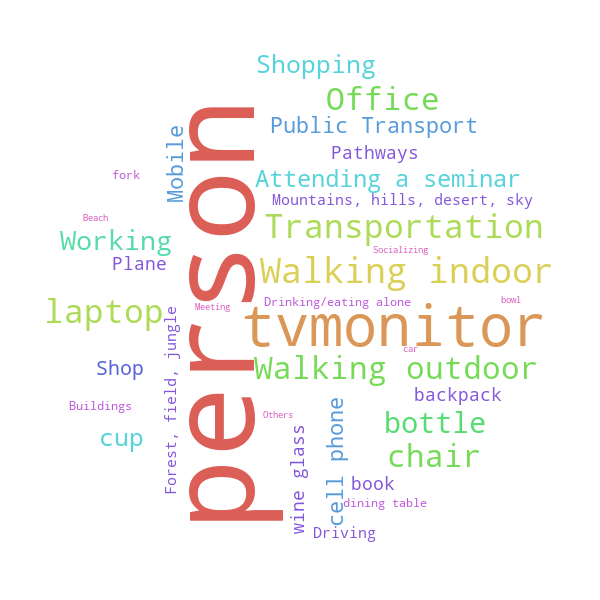 Shopping
Office
Public Transport
Mobile
Pathways
fork
Attending a seminar
Mountains, hills, desert, sky
Beach
Transportation
Working
Socializing
Plane
Walking indoor
person
Drinking/eating alone
bowl
Meeting
laptop
tvmonitor
car
Shop
Walking outdoor
Forest, field, jungle
backpack
Buildings
Others
bottle
cup
chair
wine glass
cell phone
book
dining table
Driving